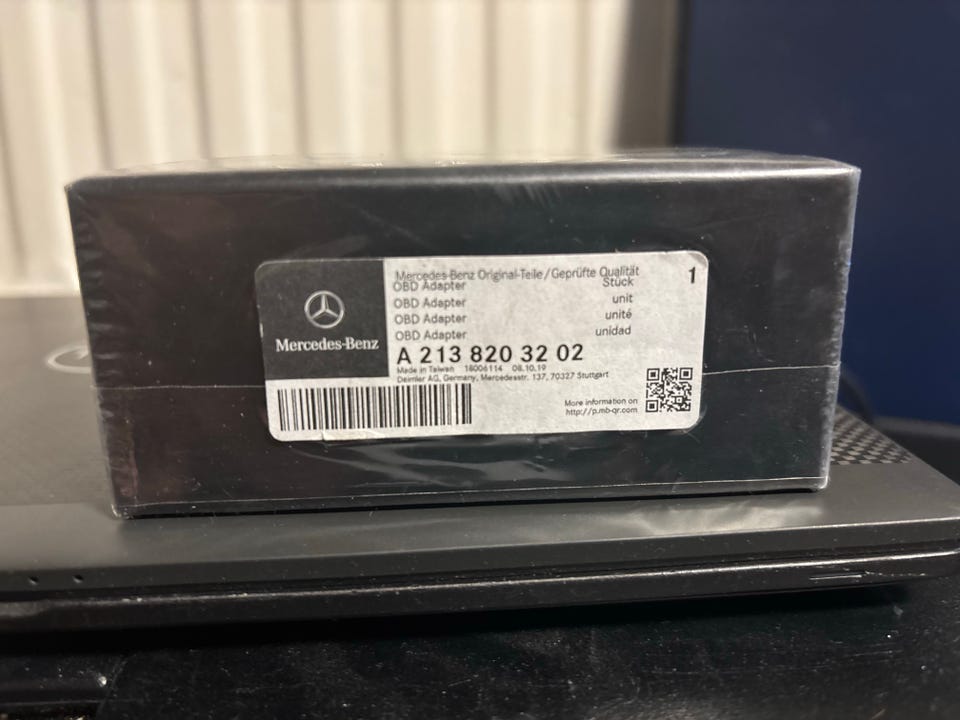 Mercedes-Benz
Mercedes-Benz Original-Teile/Geprüfte Qualität 1
OBD Adapter Stück
OBD Adapter unit
OBD Adapter unité
OBD Adapter unidad
A 213 820 32 02
Made in Taiwan 18006114 08.10.19
Daimler AG, Germany, Mercedesstr. 137, 70327 Stuttgart
More information on
http://p.mb-qr.com